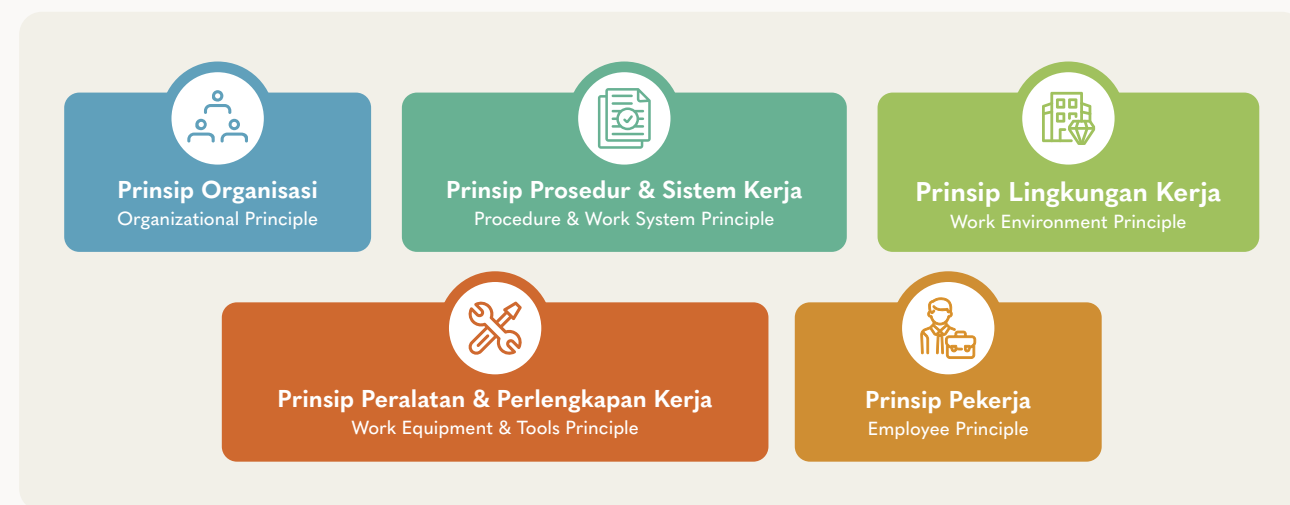 Prinsip Organisasi
Organizational Principle
Prinsip Prosedur & Sistem Kerja
Procedure & Work System Principle
Prinsip Lingkungan Kerja
Work Environment Principle
Prinsip Peralatan & Perlengkapan Kerja
Work Equipment & Tools Principle
Prinsip Pekerja
Employee Principle